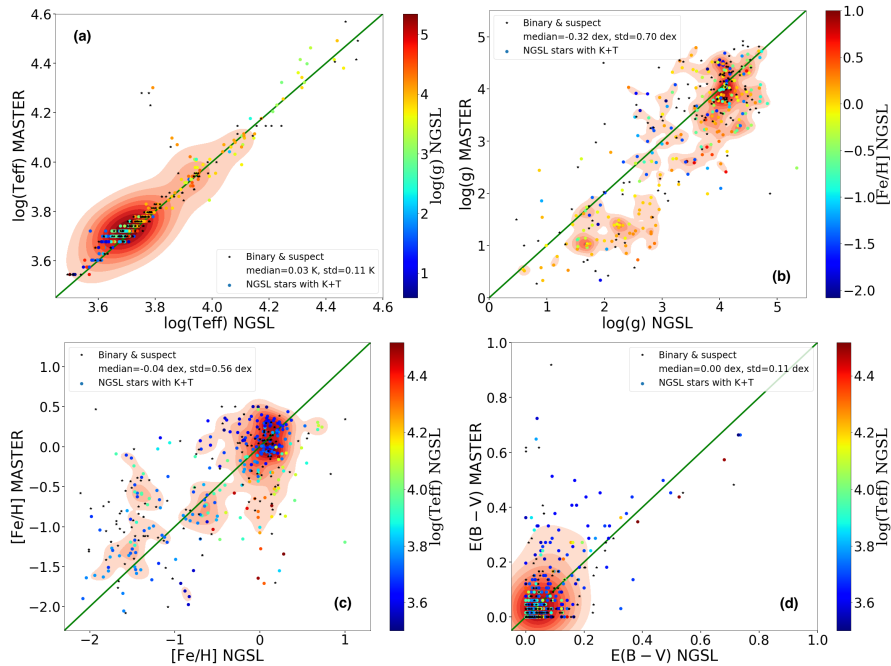 (a)
log(Teff) MASTER
4.6
4.4
4.2
4.0
3.8
3.6
Binary & suspect
median=0.03 K, std=0.11 K
NGSL stars with K+T
3.6 3.8 4.0 4.2 4.4 4.6
log(Teff) NGSL
5
4
3
2
1
log(g) NGSL
(b)
log(g) MASTER
5
4
3
2
1
0
Binary & suspect
median=-0.32 dex, std=0.70 dex
NGSL stars with K+T
0 1 2 3 4 5
log(g) NGSL
1.0
0.5
0.0
−0.5
−1.0
−1.5
−2.0
[Fe/H] NGSL
(c)
[Fe/H] MASTER
1.0
0.5
0.0
−0.5
−1.0
−1.5
−2.0
Binary & suspect
median=-0.04 dex, std=0.56 dex
NGSL stars with K+T
−2 −1 0 1
[Fe/H] NGSL
4.4
4.2
4.0
3.8
3.6
log(Teff) NGSL
(d)
E(B − V) MASTER
1.0
0.8
0.6
0.4
0.2
0.0
Binary & suspect
median=0.00 dex, std=0.11 dex
NGSL stars with K+T
0.0 0.2 0.4 0.6 0.8 1.0
E(B − V) NGSL
4.4
4.2
4.0
3.8
3.6
log(Teff) NGSL